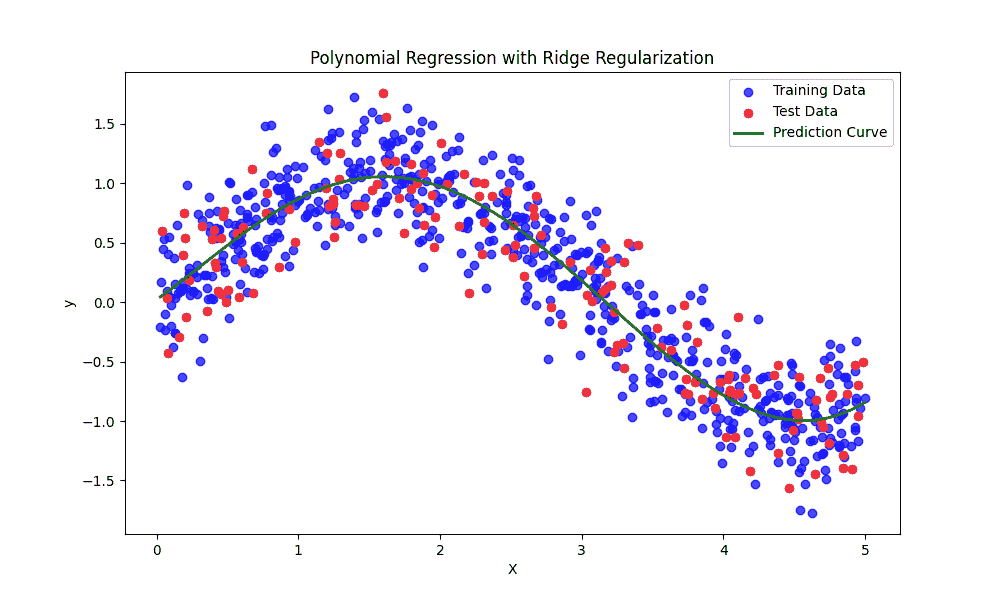 Polynomial Regression with Ridge Regularization
Training Data
Test Data
Prediction Curve
1.5
1.0
0.5
0.0
−0.5
−1.0
−1.5
y
0 1 2 3 4 5
X